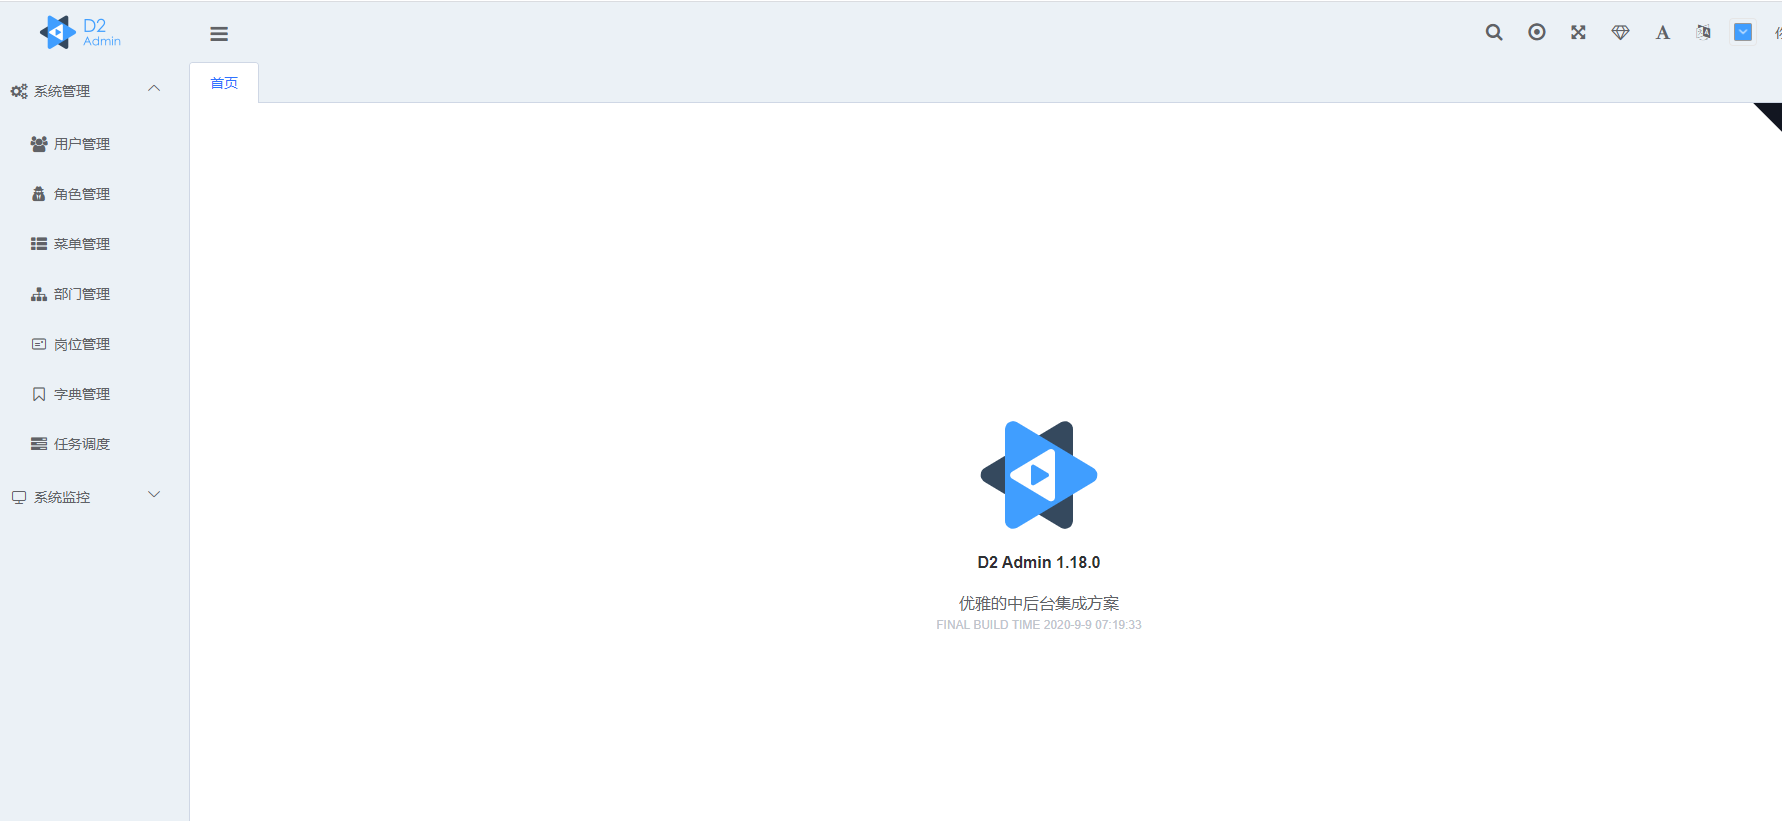 D2
Admin
系统管理
用户管理
角色管理
菜单管理
部门管理
岗位管理
字典管理
任务调度
系统监控
首页
D2 Admin 1.18.0
优雅的中后台集成方案
FINAL BUILD TIME 2020-9-9 07:19:33